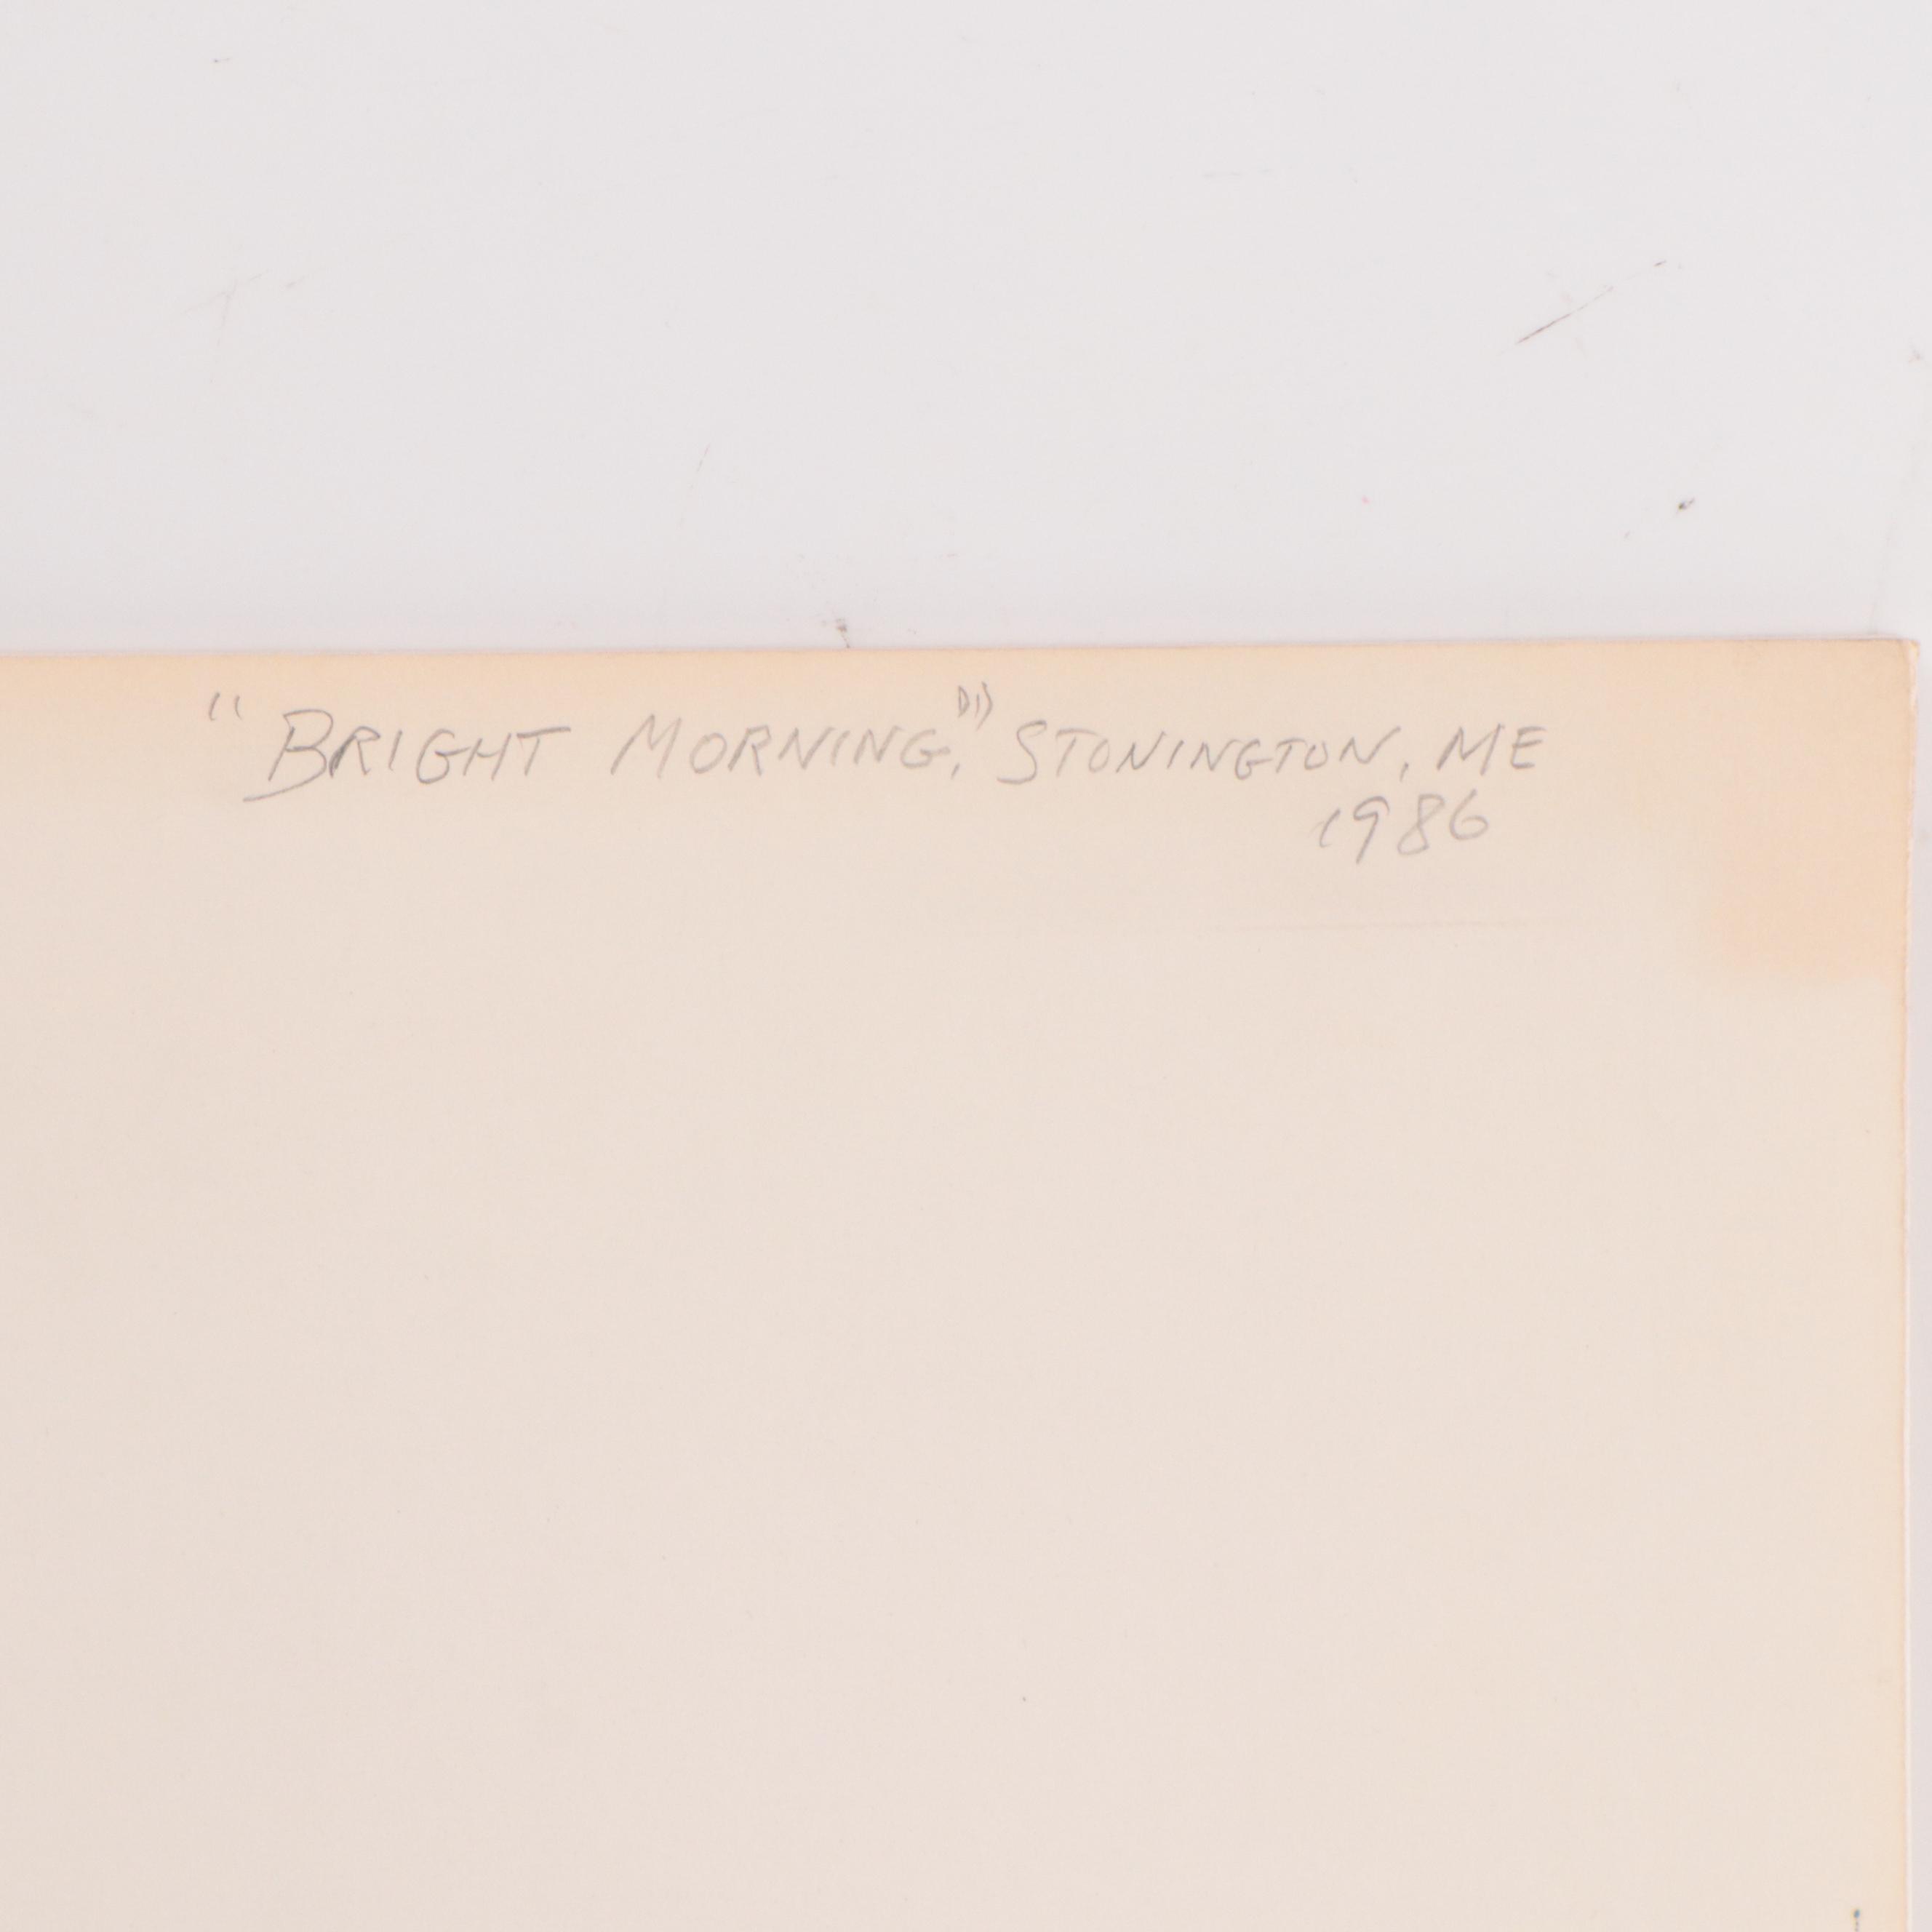 "BRIGHT MORNING," STONINGTON, ME
1986